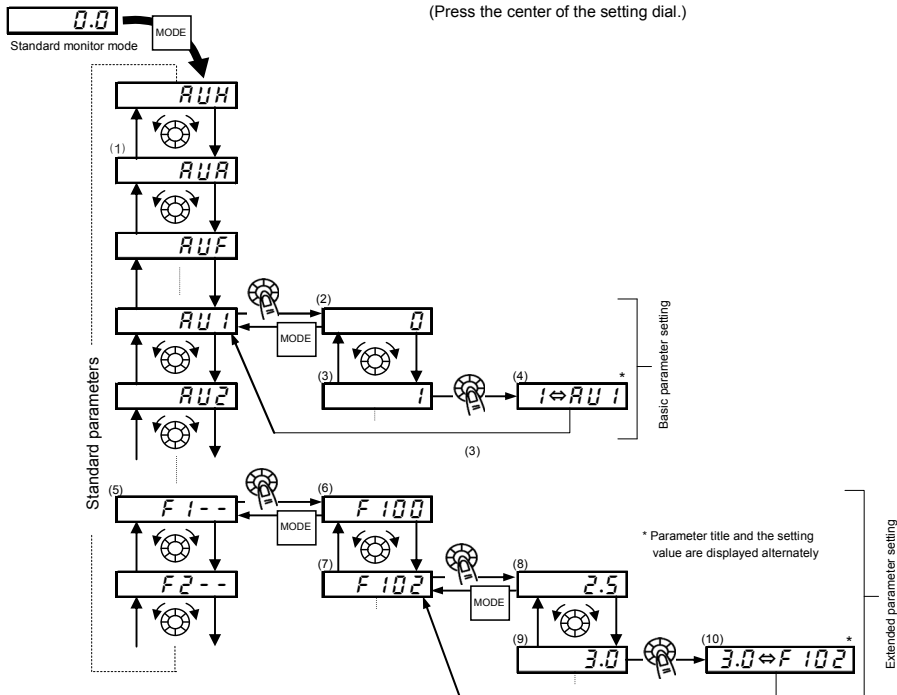 (Press the center of the setting dial.)
0.0
MODE
Standard monitor mode
AUH
(1)
AUA
AUF
AU1
(2)
0
MODE
(3)
1
(4)
1⇔AU1
*
(3)
AU2
Basic parameter setting
Standard parameters
(5)
F1--
(6)
F100
MODE
(7)
F102
F2--
(8)
2.5
MODE
(9)
3.0
(10)
3.0⇔F102
*
* Parameter title and the setting
value are displayed alternately
Extended parameter setting